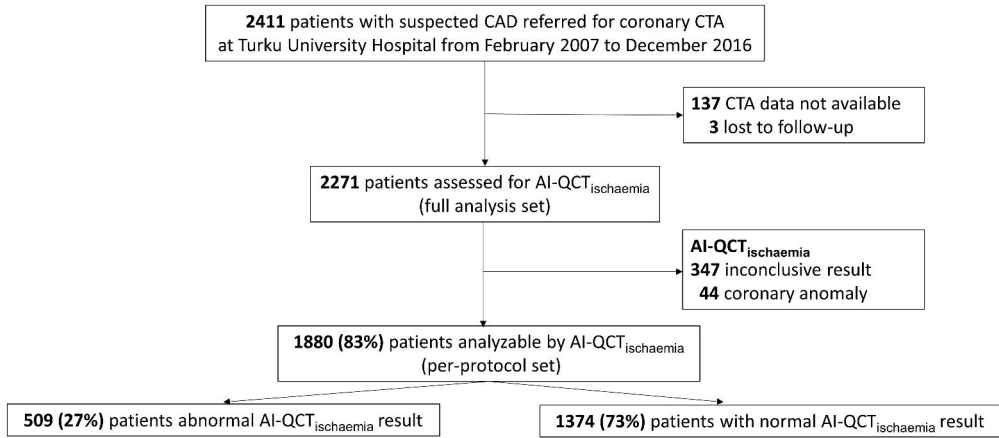 2411 patients with suspected CAD referred for coronary CTA
at Turku University Hospital from February 2007 to December 2016
137 CTA data not available
3 lost to follow-up
2271 patients assessed for AI-QCTischaemia
(full analysis set)
AI-QCTischaemia
347 inconclusive result
44 coronary anomaly
1880 (83%) patients analyzable by AI-QCTischaemia
(per-protocol set)
509 (27%) patients abnormal AI-QCTischaemia result
1374 (73%) patients with normal AI-QCTischaemia result